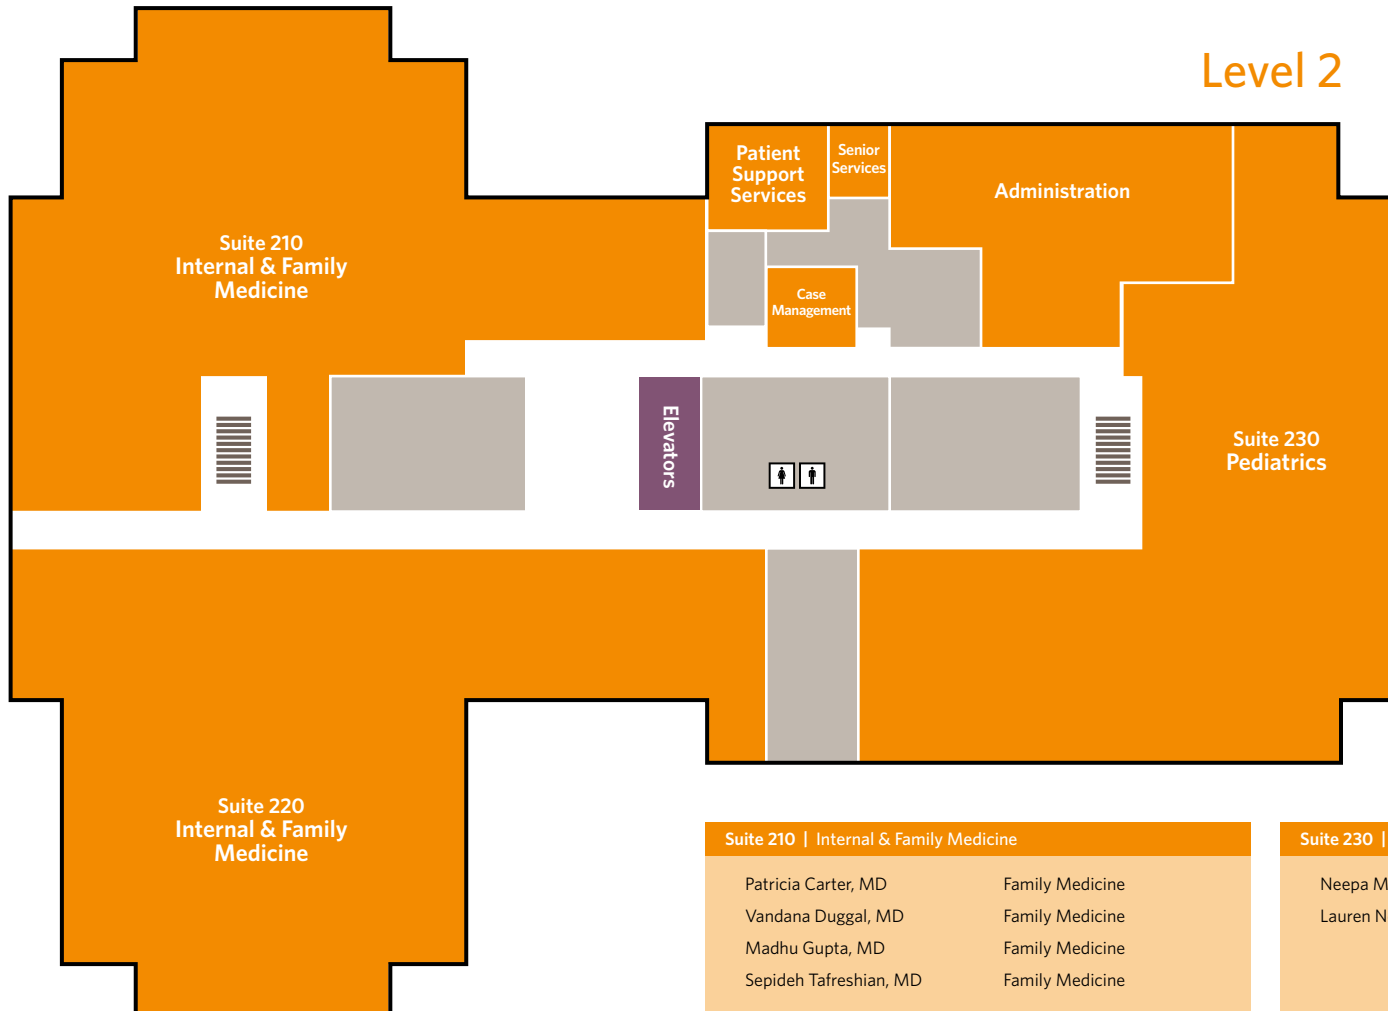 Level 2
Patient
Support
Services
Senior
Services
Administration
Suite 210
Internal & Family
Medicine
Case
Management
Elevators
Suite 230
Pediatrics
Suite 220
Internal & Family
Medicine
Suite 210 | Internal & Family Medicine
Patricia Carter, MD Family Medicine
Vandana Duggal, MD Family Medicine
Madhu Gupta, MD Family Medicine
Sepideh Tafreshian, MD Family Medicine
Suite 230 |
Neepa
Lauren